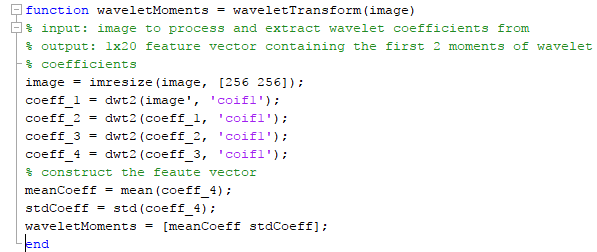 function waveletMoments = waveletTransform(image)
% input: image to process and extract wavelet coefficients from
% output: 1x20 feature vector containing the first 2 moments of wavelet
% coefficients
image = imresize(image, [256 256]);
coeff_1 = dwt2(image', 'coif1');
coeff_2 = dwt2(coeff_1, 'coif1');
coeff_3 = dwt2(coeff_2, 'coif1');
coeff_4 = dwt2(coeff_3, 'coif1');
% construct the feaute vector
meanCoeff = mean(coeff_4);
stdCoeff = std(coeff_4);
waveletMoments = [meanCoeff stdCoeff];
end